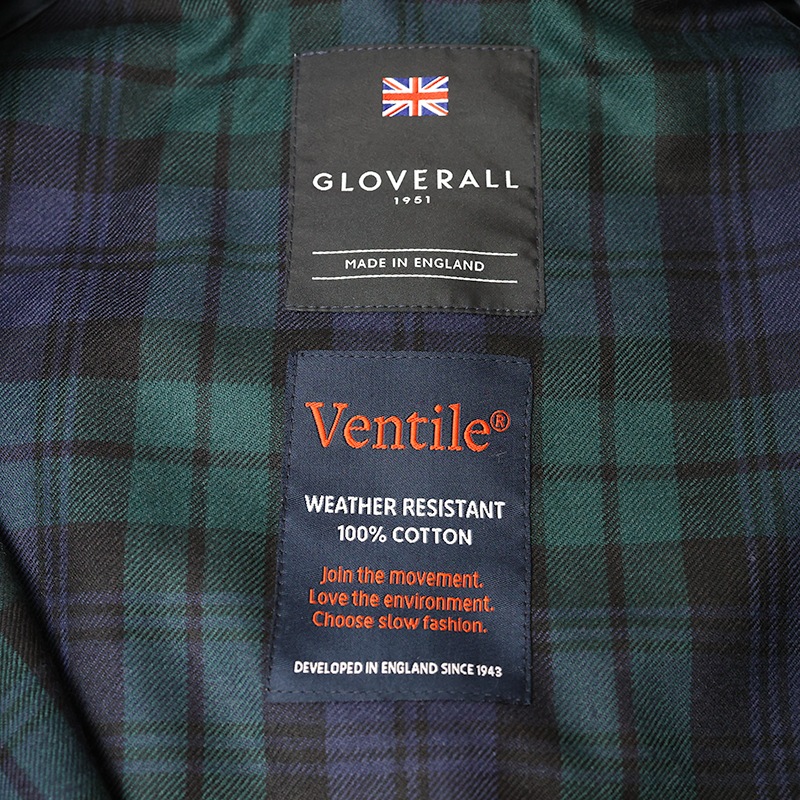 GLOVERALL
1951
MADE IN ENGLAND
Ventile®
WEATHER RESISTANT
100% COTTON
Join the movement.
Love the environment.
Choose slow fashion.
DEVELOPED IN ENGLAND SINCE 1943